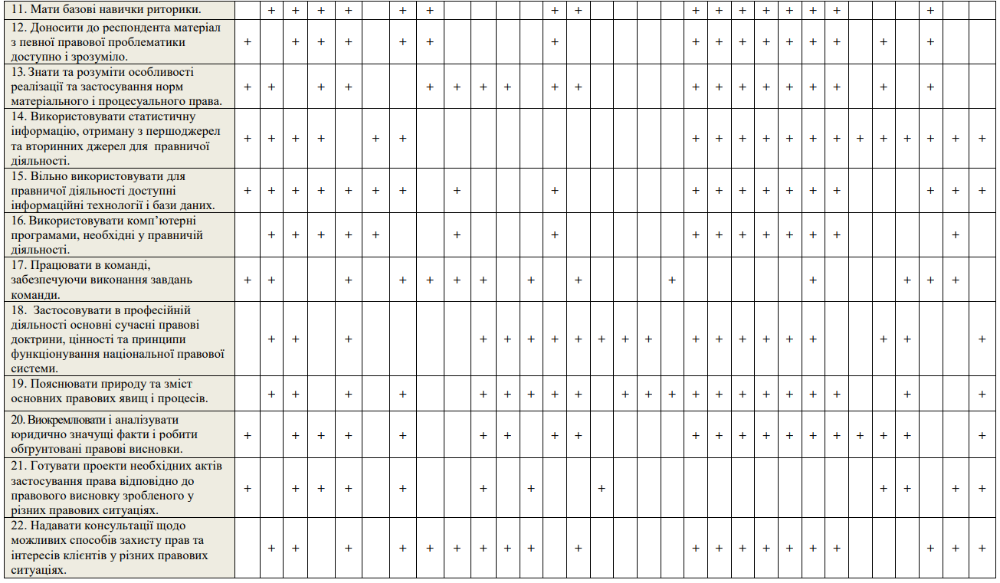 11. Мати базові навички риторики. + + + + + + + + + + + + + + + +
12. Доносити до респондента матеріал
з певної правової проблематики + + + + + + + + + + + + + + + +
доступно і зрозуміло.
13. Знати та розуміти особливості
реалізації та застосування норм + + + + + + + + + + + + + + + + + + +
матеріального і процесуального права.
14. Використовувати статистичну
інформацію, отриману з першоджерел + + + + + + + + + + + + + + + + + + +
та вторинних джерел для правничої
діяльності.
15. Вільно використовувати для
правничої діяльності доступні + + + + + + + + + + + + + + + + + + +
інформаційні технології і бази даних.
16. Використовувати комп’ютерні
програмами, необхідні у правничій + + + + + + + + + + + + + + +
діяльності.
17. Працювати в команді,
забезпечуючи виконання завдань + + + + + + + + + + + + + +
команди.
18. Застосовувати в професійній
діяльності основні сучасні правові
доктрини, цінності та принципи + + + + + + + + + + + + + + + + + + + +
функціонування національної правової
системи.
19. Пояснювати природу та зміст
основних правових явищ і процесів. + + + + + + + + + + + + + + + + + + + + +
20. Виокремлювати і аналізувати
юридично значущі факти і робити + + + + + + + + + + + + + + + + + + + +
обґрунтовані правові висновки.
21. Готувати проекти необхідних актів
застосування права відповідно до + + + + + + + + + + + +
правового висновку зробленого у
різних правових ситуаціях.
22. Надавати консультації щодо
можливих способів захисту прав та + + + + + + + + + + + + + + + + + + + +
інтересів клієнтів у різних правових
ситуаціях.